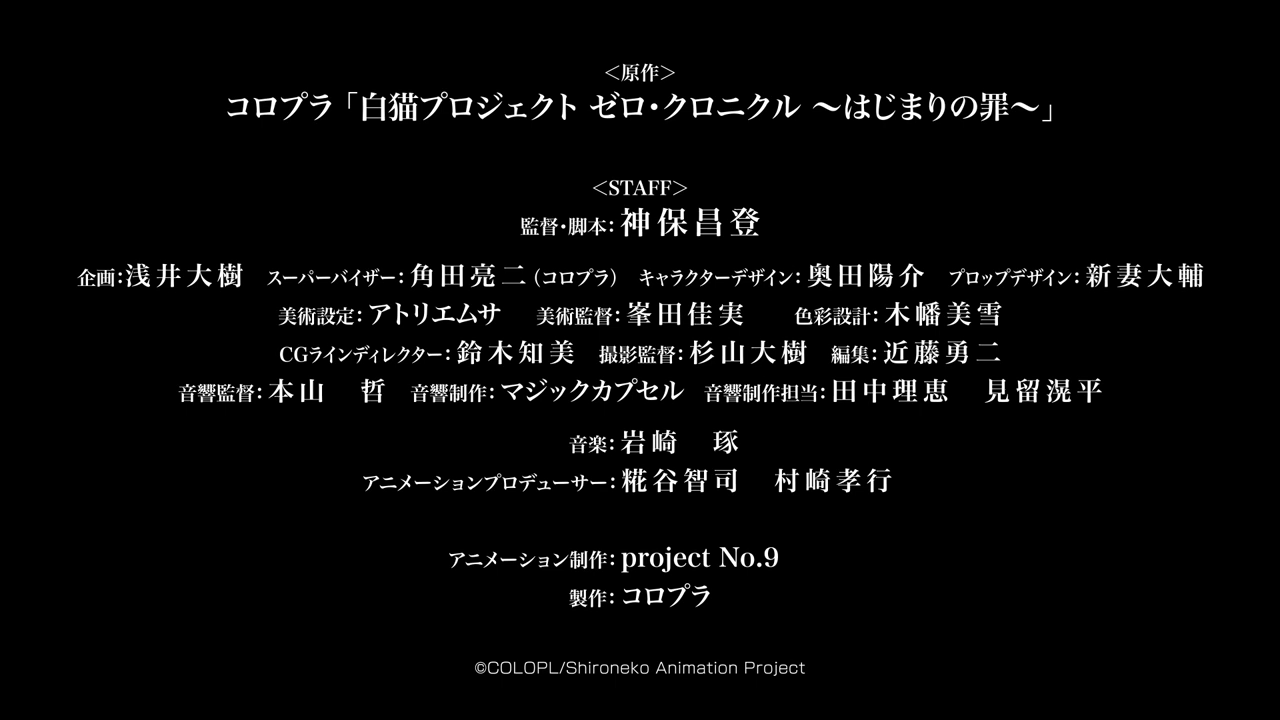 ＜原作＞
コロプラ「白猫プロジェクト ゼロ・クロニクル ～はじまりの罪～」
＜STAFF＞
監督・脚本：神保昌登
企画：浅井大樹　スーパーバイザー：角田亮二（コロプラ）　キャラクターデザイン：奥田陽介　プロップデザイン：新妻大輔
美術設定：アトリエムサ　美術監督：峯田佳実　色彩設計：木幡美雪
CGラインディレクター：鈴木知美　撮影監督：杉山大樹　編集：近藤勇二
音響監督：本山　哲　音響制作：マジックカプセル　音響制作担当：田中理恵　見留滉平
音楽：岩崎　琢
アニメーションプロデューサー：糀谷智司　村崎孝行
アニメーション制作：project No.9
製作：コロプラ
©COLOPL/Shironeko Animation Project